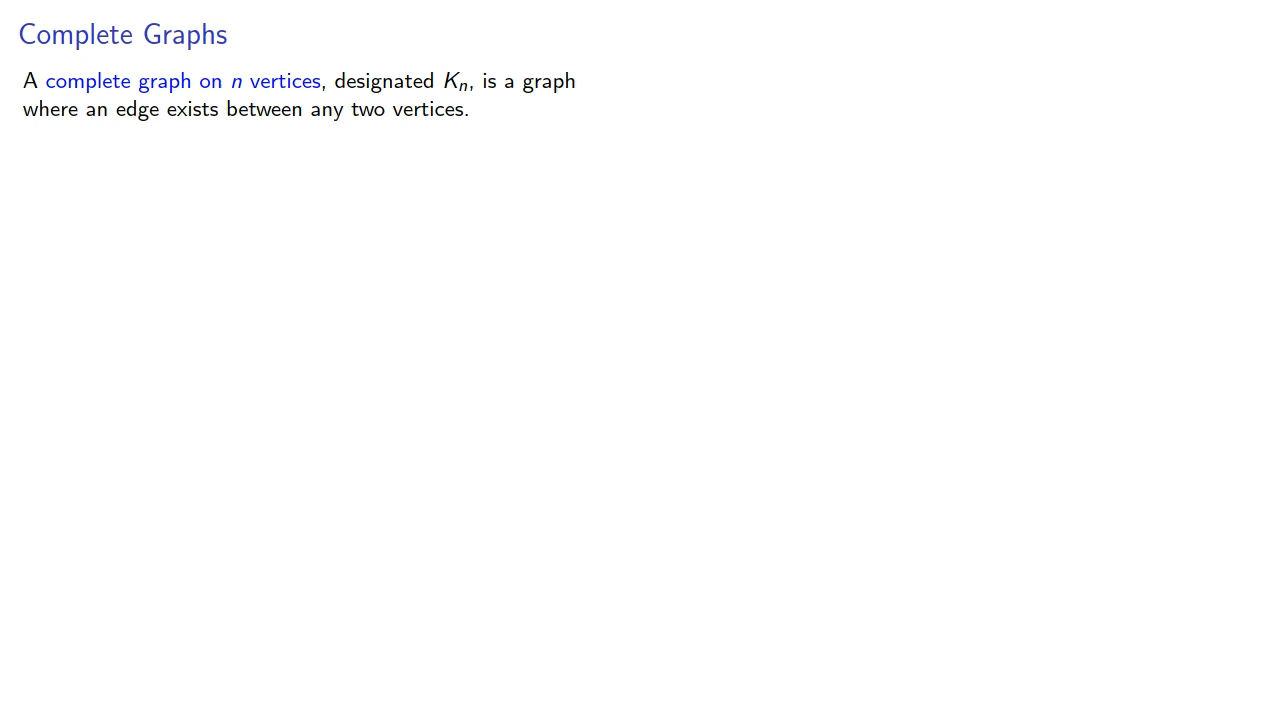 Complete Graphs
A complete graph on n vertices, designated Kₙ, is a graph
where an edge exists between any two vertices.